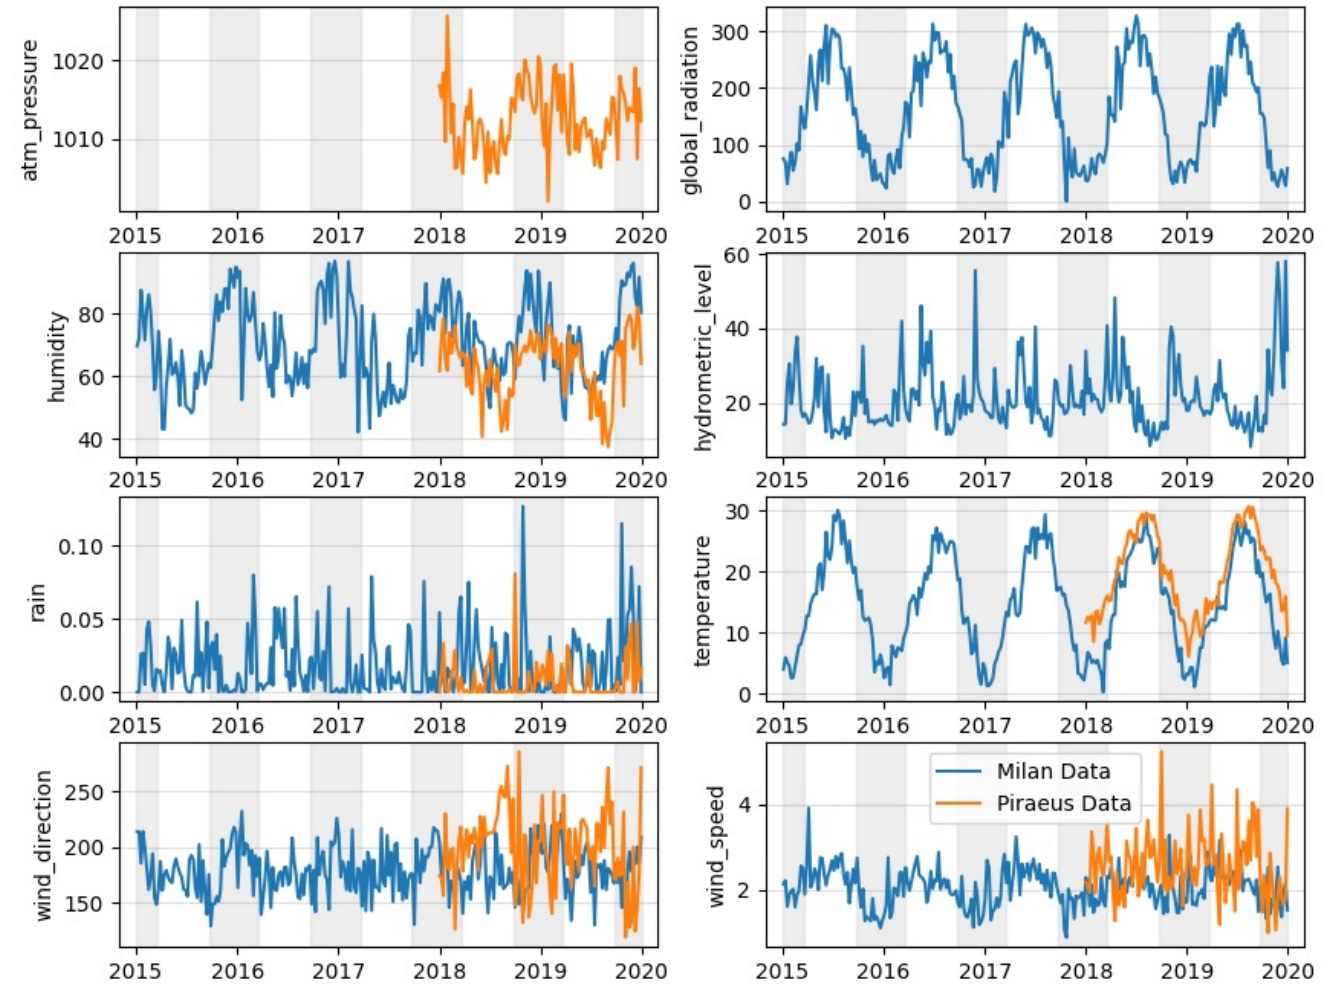 atm_pressure
1020
1010
2015 2016 2017 2018 2019 2020
global_radiation
300
200
100
0
2015 2016 2017 2018 2019 2020
humidity
80
60
40
2015 2016 2017 2018 2019 2020
hydrometric_level
60
40
20
2015 2016 2017 2018 2019 2020
rain
0.10
0.05
0.00
2015 2016 2017 2018 2019 2020
temperature
30
20
10
0
2015 2016 2017 2018 2019 2020
wind_direction
250
200
150
2015 2016 2017 2018 2019 2020
wind_speed
4
2
Milan Data
Piraeus Data
2015 2016 2017 2018 2019 2020